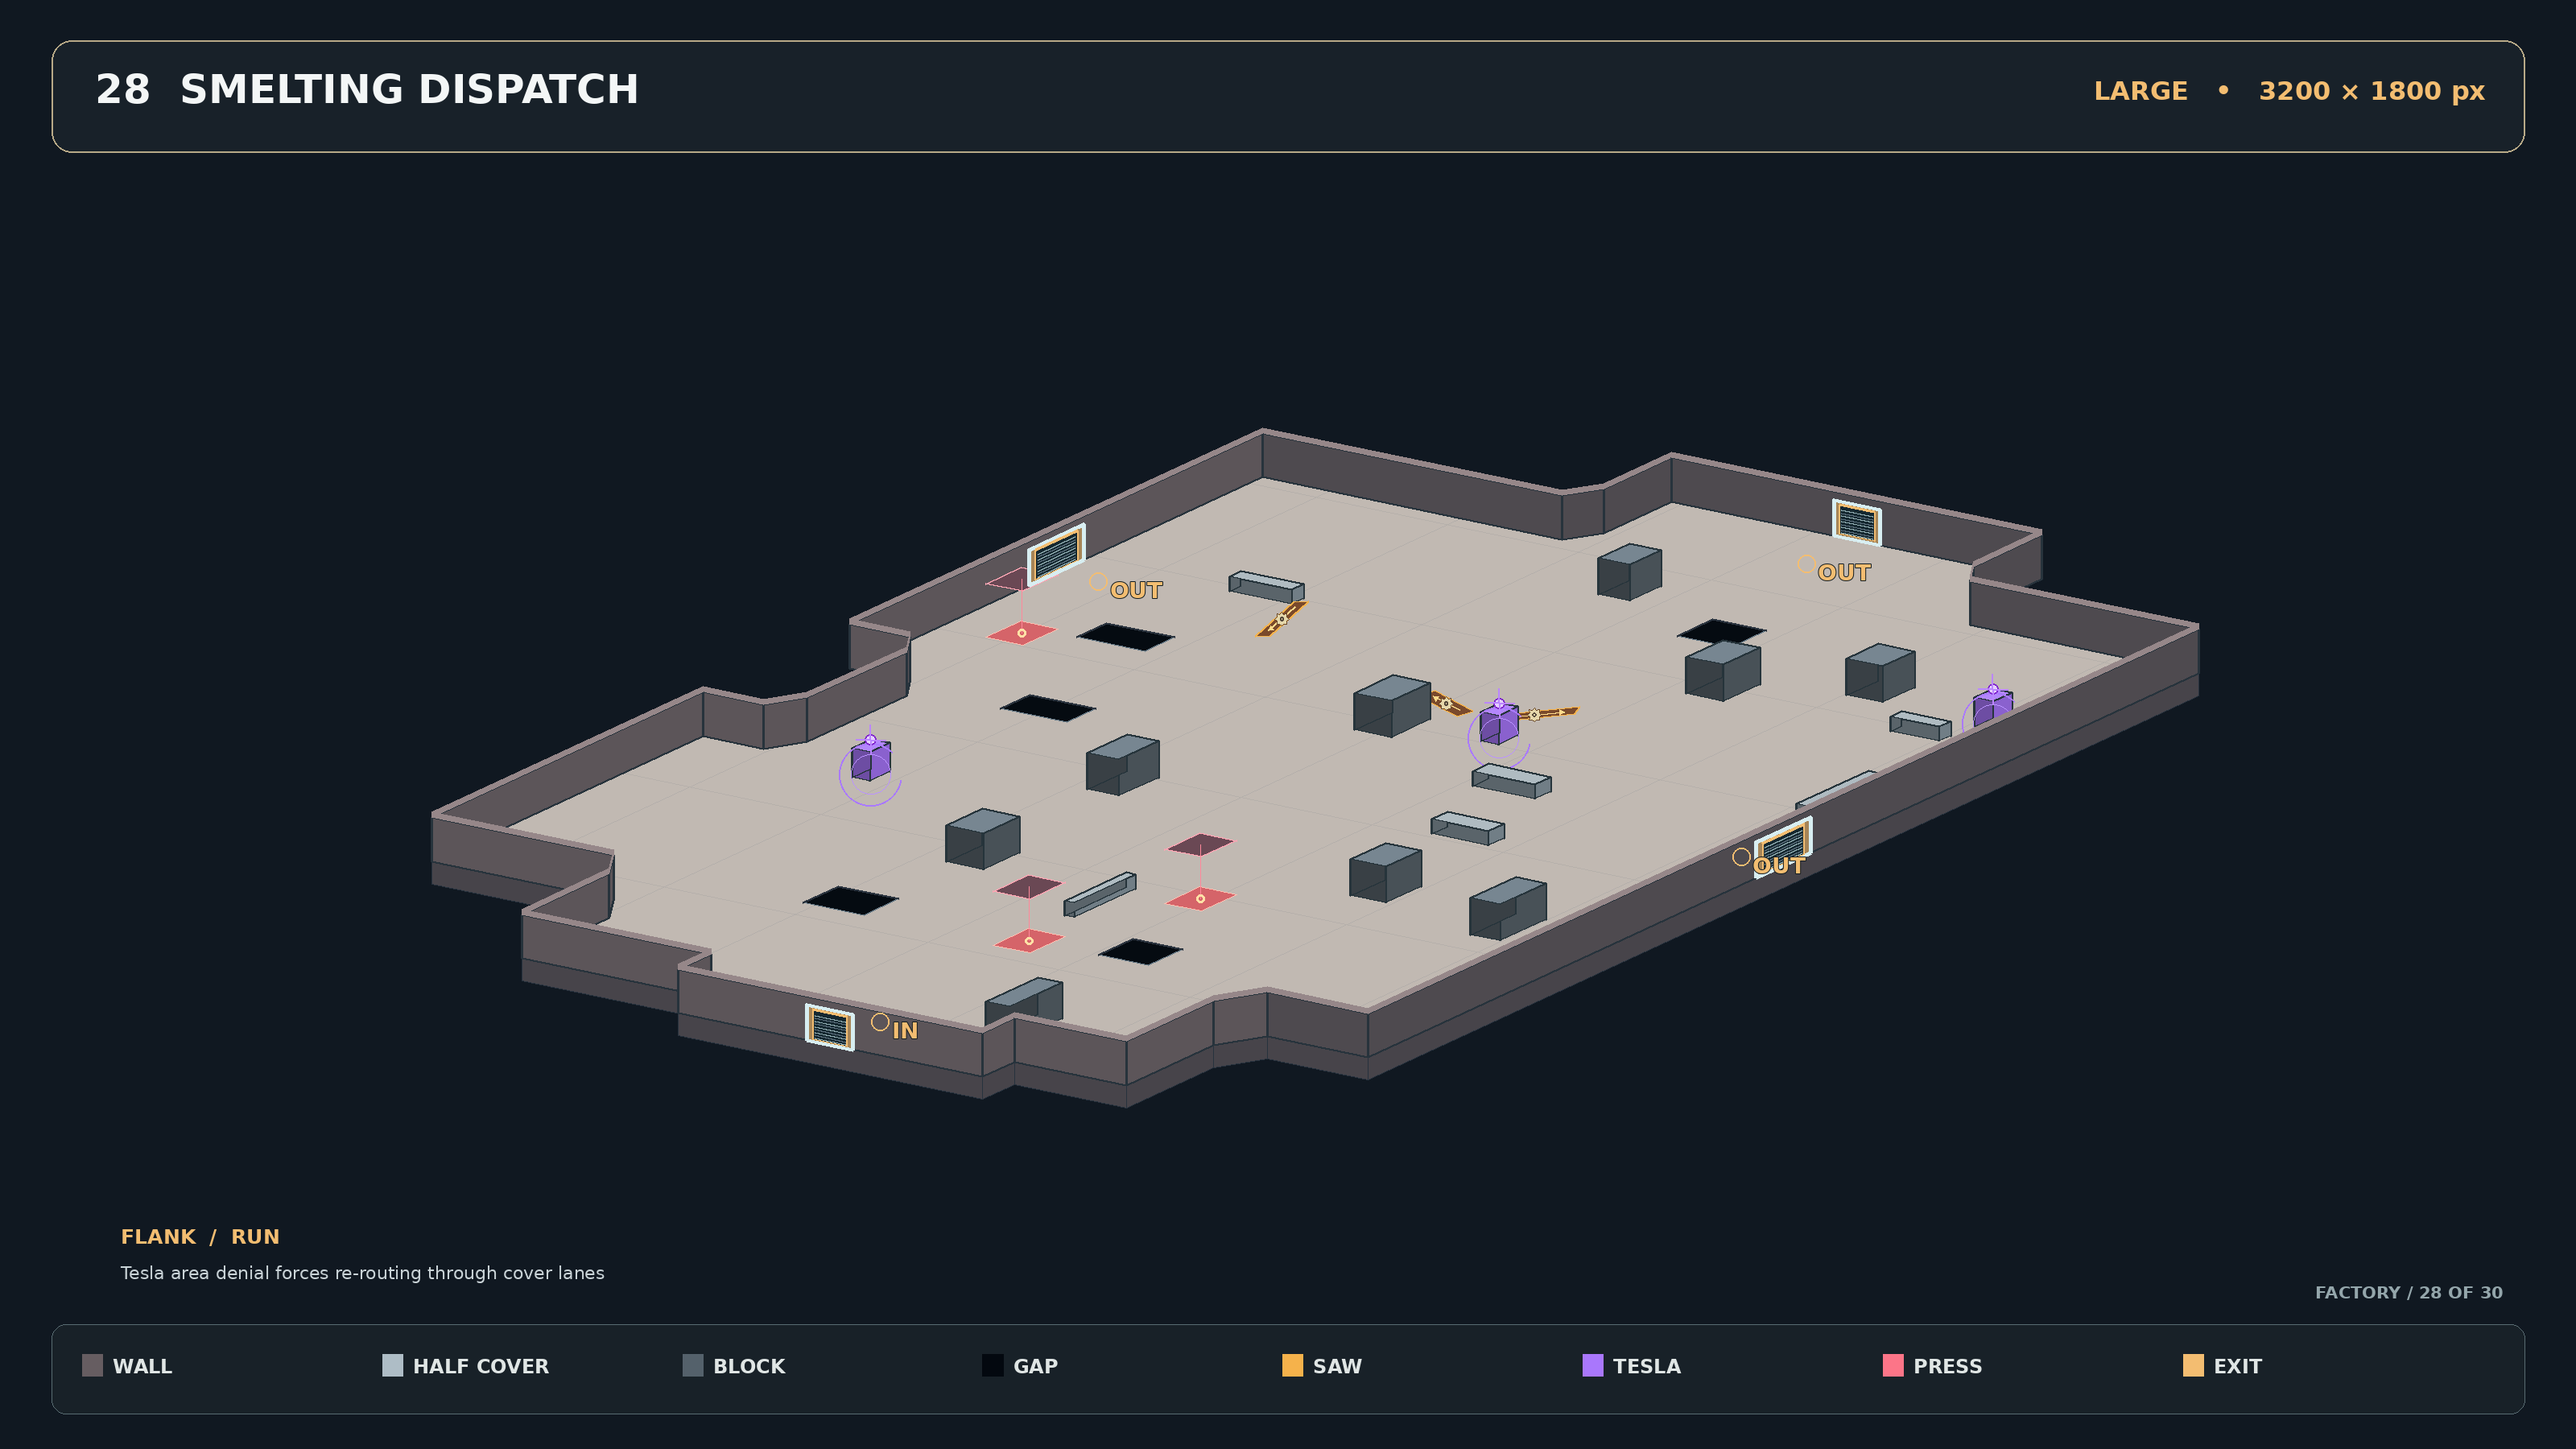 28 SMELTING DISPATCH
LARGE • 3200 × 1800 px
OUT
OUT
OUT
IN
FLANK / RUN
Tesla area denial forces re-routing through cover lanes
FACTORY / 28 OF 30
WALL
HALF COVER
BLOCK
GAP
SAW
TESLA
PRESS
EXIT